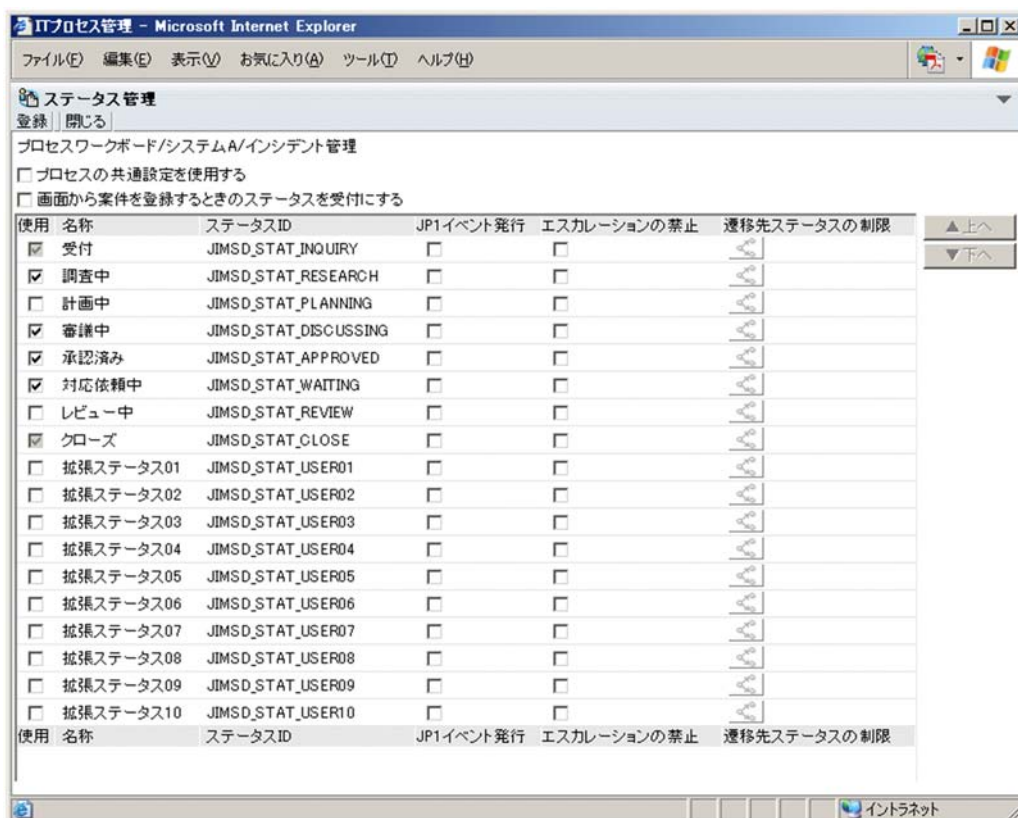 ITプロセス管理 - Microsoft Internet Explorer
ファイル(F) 編集(E) 表示(V) お気に入り(A) ツール(T) ヘルプ(H)
ステータス管理
登録 閉じる
プロセスワークボード/システムA/インシデント管理
プロセスの共通設定を使用する
画面から案件を登録するときのステータスを受付にする
使用 名称 ステータスID JP1イベント発行 エスカレーションの禁止 遷移先ステータスの制限 ▲上へ
受付 JIMSD_STAT_INQUIRY ▼下へ
調査中 JIMSD_STAT_RESEARCH
計画中 JIMSD_STAT_PLANNING
審議中 JIMSD_STAT_DISCUSSING
承認済み JIMSD_STAT_APPROVED
対応依頼中 JIMSD_STAT_WAITING
レビュー中 JIMSD_STAT_REVIEW
クローズ JIMSD_STAT_CLOSE
拡張ステータス01 JIMSD_STAT_USER01
拡張ステータス02 JIMSD_STAT_USER02
拡張ステータス03 JIMSD_STAT_USER03
拡張ステータス04 JIMSD_STAT_USER04
拡張ステータス05 JIMSD_STAT_USER05
拡張ステータス06 JIMSD_STAT_USER06
拡張ステータス07 JIMSD_STAT_USER07
拡張ステータス08 JIMSD_STAT_USER08
拡張ステータス09 JIMSD_STAT_USER09
拡張ステータス10 JIMSD_STAT_USER10
使用 名称 ステータスID JP1イベント発行 エスカレーションの禁止 遷移先ステータスの制限
イントラネット